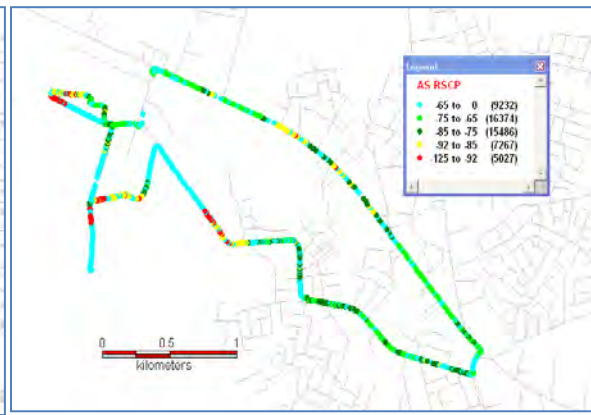 Legend
AS RSCP
-65 to 0 (9232)
-75 to -65 (16374)
-85 to -75 (15486)
-92 to -85 (7267)
-125 to -92 (5027)
0 0.5 1
kilometers